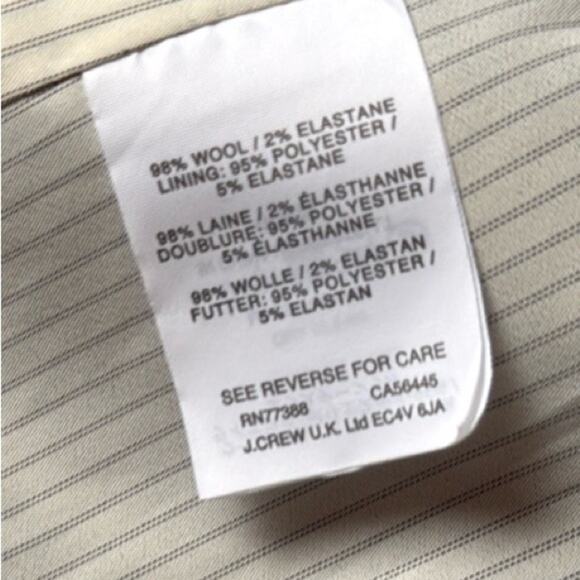 98% WOOL / 2% ELASTANE
LINING: 95% POLYESTER /
5% ELASTANE
98% LAINE / 2% ÉLASTHANNE
DOUBLURE: 95% POLYESTER /
5% ÉLASTHANNE
98% WOLLE / 2% ELASTAN
FUTTER: 95% POLYESTER /
5% ELASTAN
SEE REVERSE FOR CARE
RN77388 CA56445
J.CREW U.K. Ltd EC4V 6JA